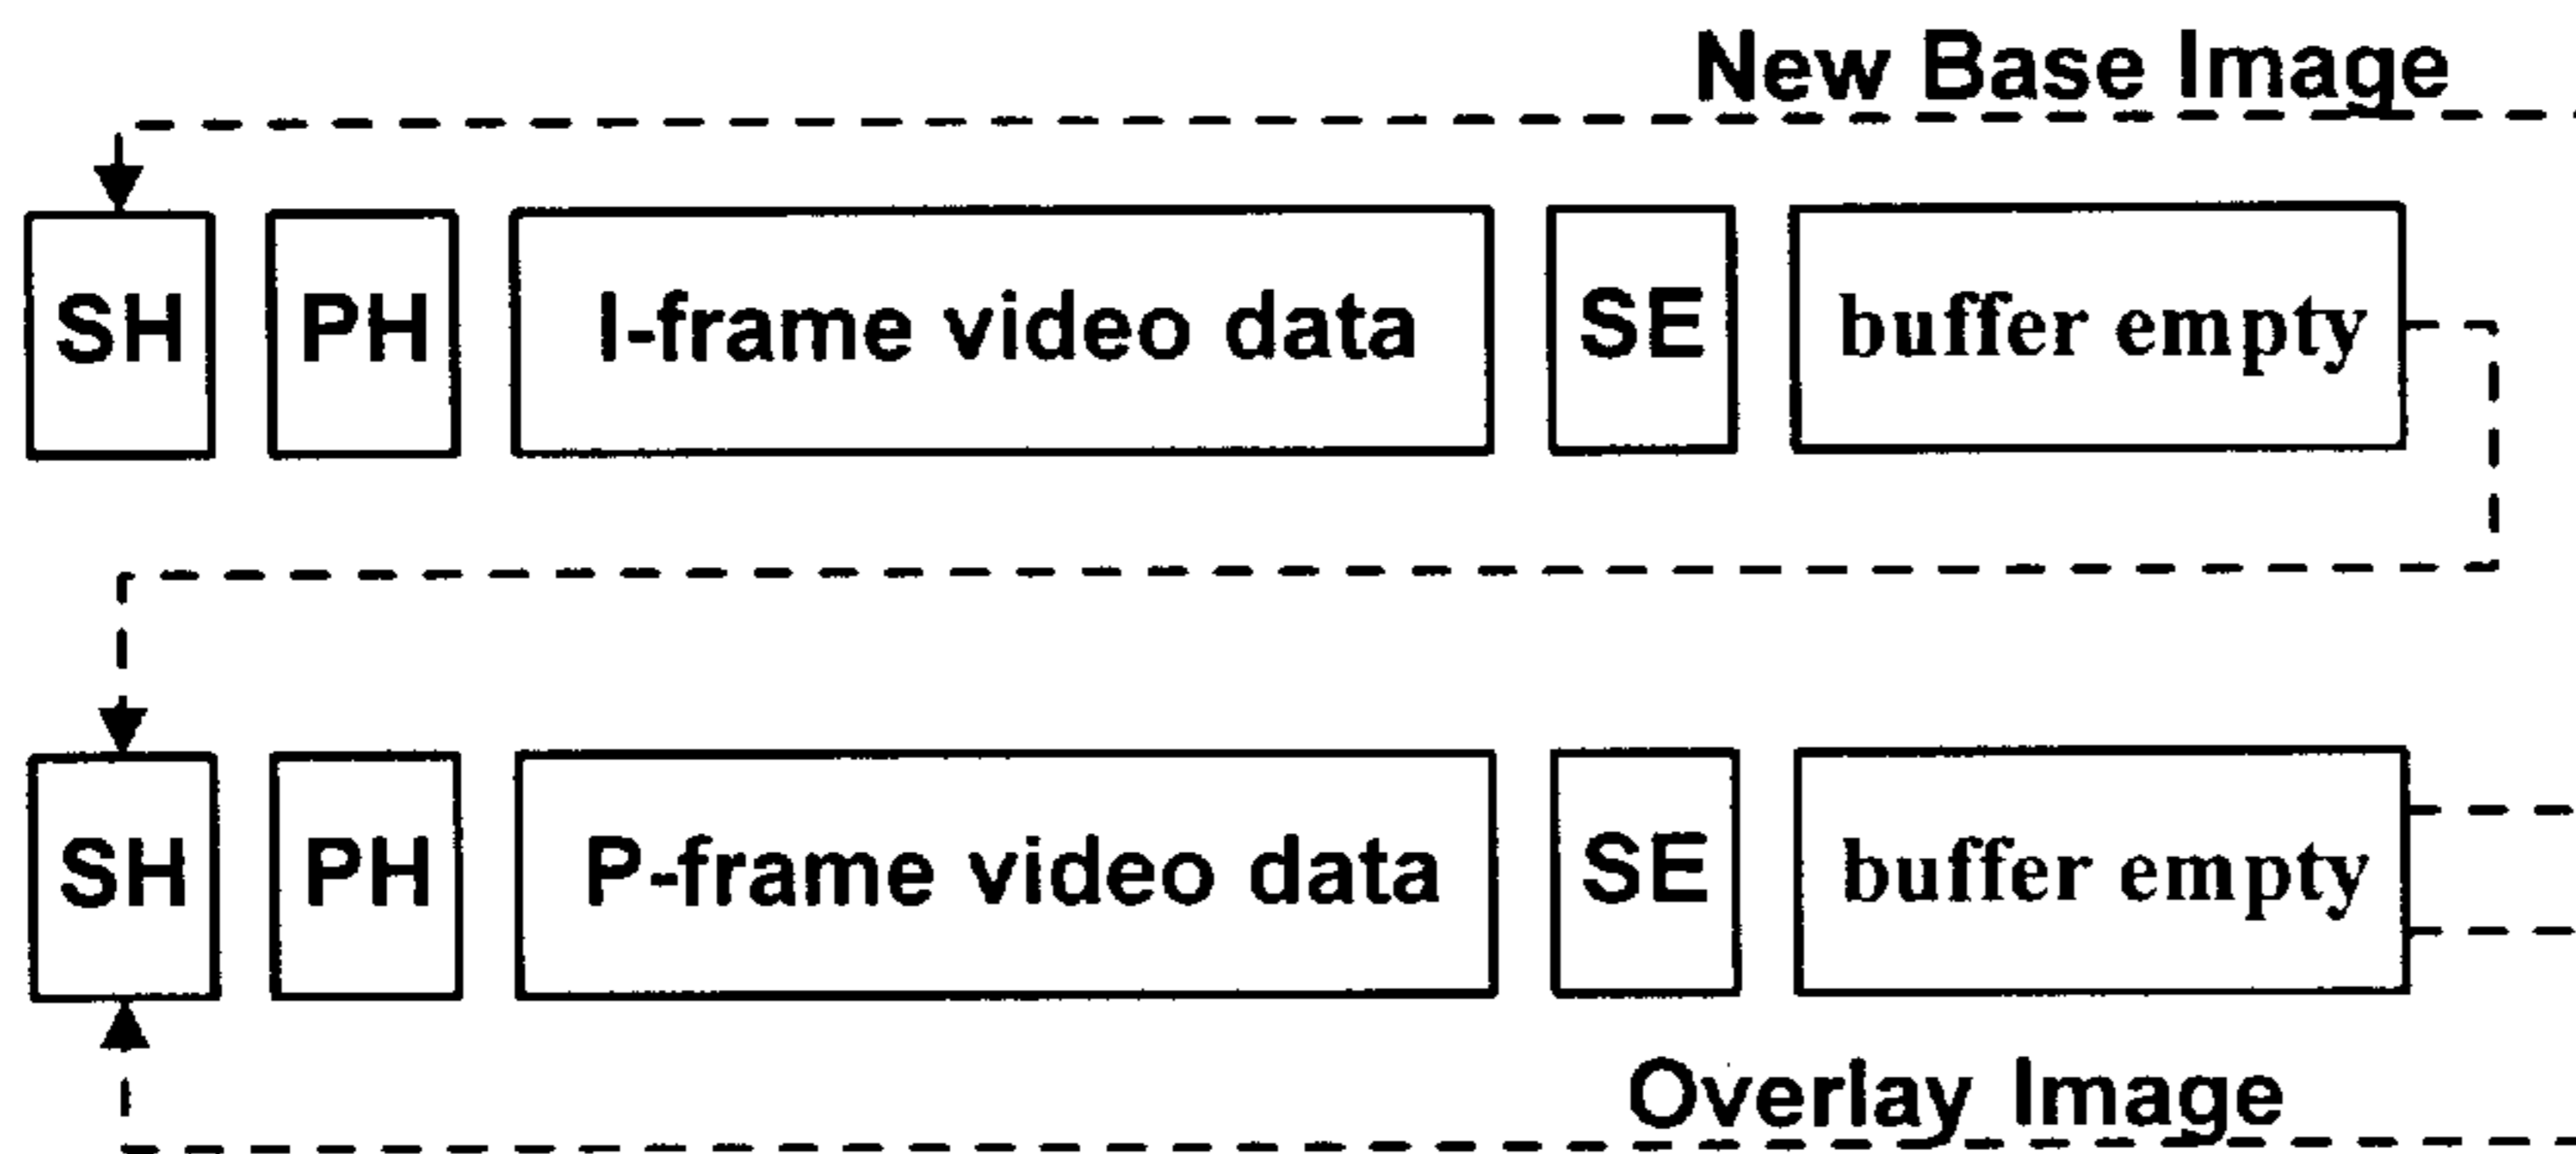 New Base Image
SH PH I-frame video data SE buffer empty
SH PH P-frame video data SE buffer empty
Overlay Image